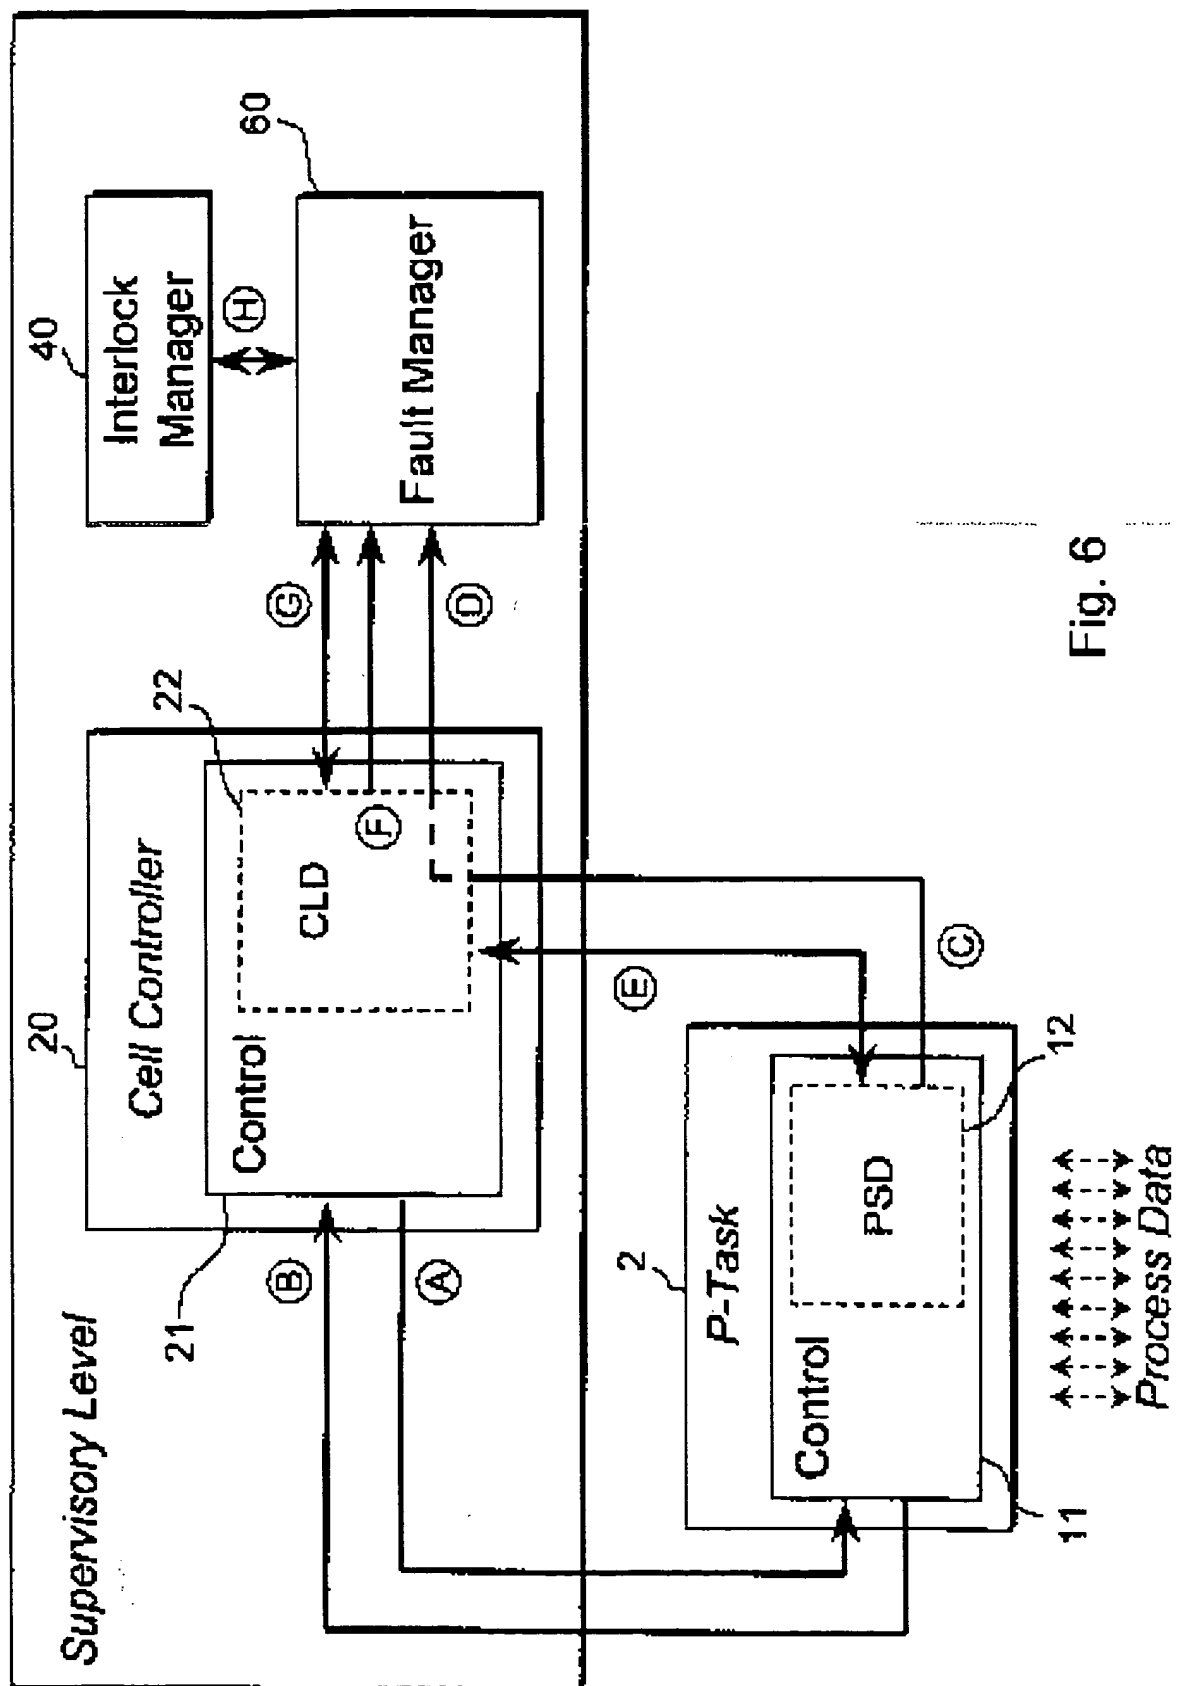 Supervisory Level
20
Cell Controller
21
Control
CLD
22
40
Interlock
Manager
H
60
Fault Manager
G
F
D
B
A
E
C
2
P-Task
Control
PSD
11
12
Process Data
Fig. 6